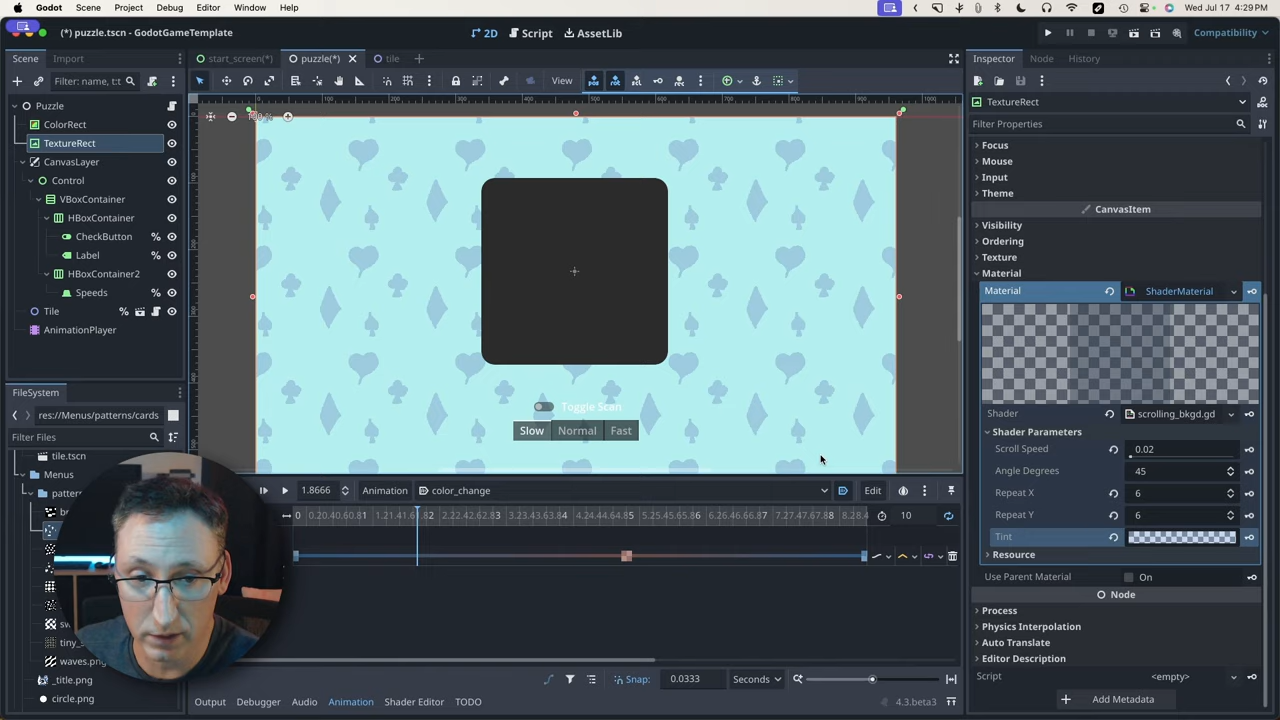 Godot Scene Project Debug Editor Window Help
Wed Jul 17 4:29 PM
(*) puzzle.tscn - GodotGameTemplate
2D Script AssetLib
Compatibility
Scene Import
start_screen(*) puzzle(*) tile
Inspector Node History
Filter: name, t:t
View
TextureRect
Filter Properties
Puzzle
ColorRect
TextureRect
CanvasLayer
Control
VBoxContainer
HBoxContainer
CheckButton
Label
HBoxContainer2
Speeds
Tile
AnimationPlayer
FileSystem
res://Menus/patterns/cards
Filter Files
tile.tscn
Menus
tiny_
waves.png
_title.png
circle.png
Toggle Scan
Slow Normal Fast
1.8666 Animation color_change Edit
10
Snap: 0.0333 Seconds
Output Debugger Audio Animation Shader Editor TODO 4.3.beta3
Focus
Mouse
Input
Theme
CanvasItem
Visibility
Ordering
Texture
Material
Material ShaderMaterial
Shader scrolling_bkgd.gd
Shader Parameters
Scroll Speed 0.02
Angle Degrees 45
Repeat X 6
Repeat Y 6
Tint
Resource
Use Parent Material On
Node
Process
Physics Interpolation
Auto Translate
Editor Description
Script <empty>
Add Metadata